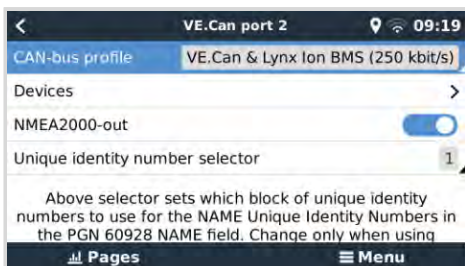 VE.Can port 2 09:19
CAN-bus profile VE.Can & Lynx Ion BMS (250 kbit/s)
Devices
NMEA2000-out
Unique identity number selector 1
Above selector sets which block of unique identity
numbers to use for the NAME Unique Identity Numbers in
the PGN 60928 NAME field. Change only when using
Pages Menu